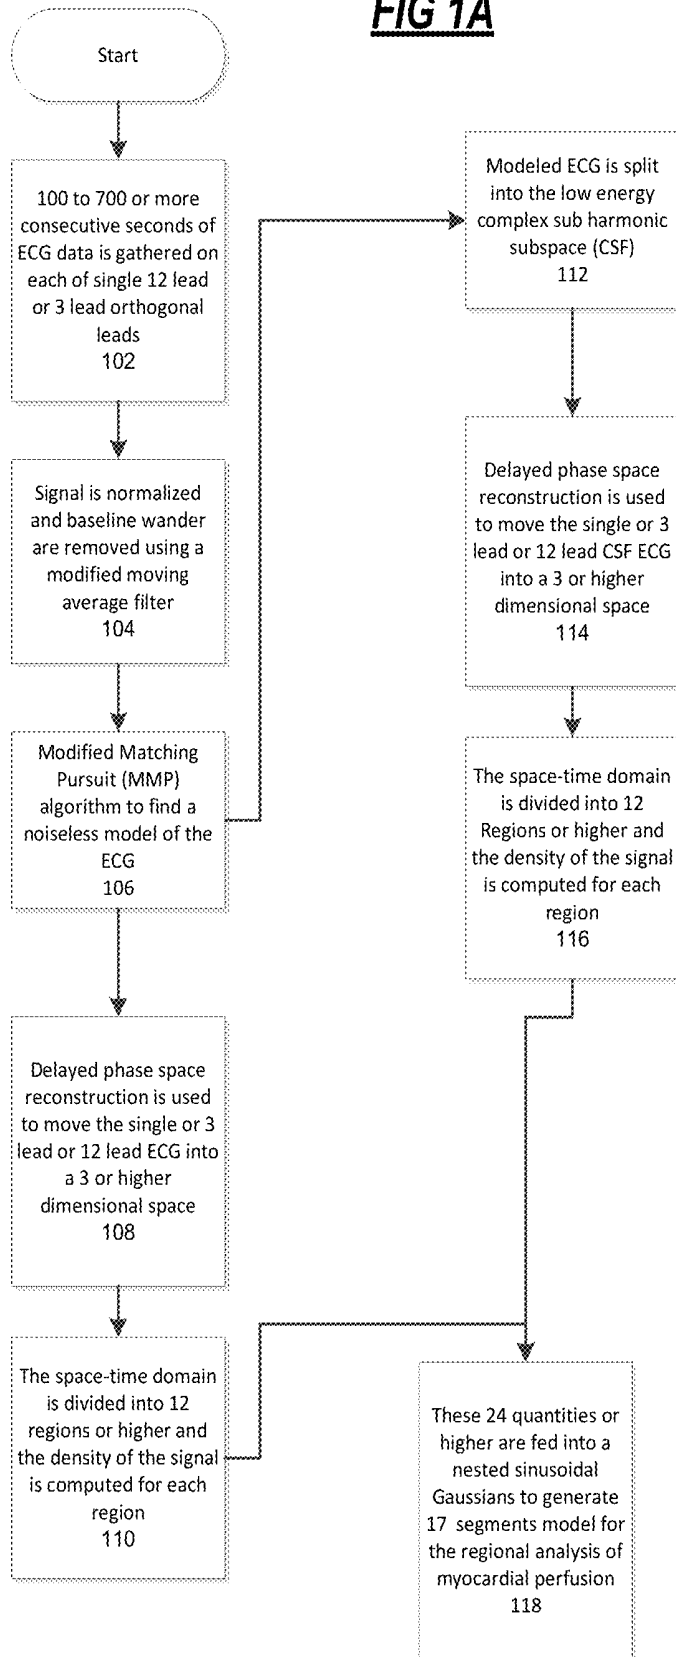 FIG 1A
Start
100 to 700 or more
consecutive seconds of
ECG data is gathered on
each of single 12 lead
or 3 lead orthogonal
leads
102
Signal is normalized
and baseline wander
are removed using a
modified moving
average filter
104
Modified Matching
Pursuit (MMP)
algorithm to find a
noiseless model of the
ECG
106
Delayed phase space
reconstruction is used
to move the single or 3
lead or 12 lead ECG into
a 3 or higher
dimensional space
108
The space-time domain
is divided into 12
regions or higher and
the density of the signal
is computed for each
region
110
Modeled ECG is split
into the low energy
complex sub harmonic
subspace (CSF)
112
Delayed phase space
reconstruction is used
to move the single or 3
lead or 12 lead CSF ECG
into a 3 or higher
dimensional space
114
The space-time domain
is divided into 12
Regions or higher and
the density of the signal
is computed for each
region
116
These 24 quantities or
higher are fed into a
nested sinusoidal
Gaussians to generate
17 segments model for
the regional analysis of
myocardial perfusion
118